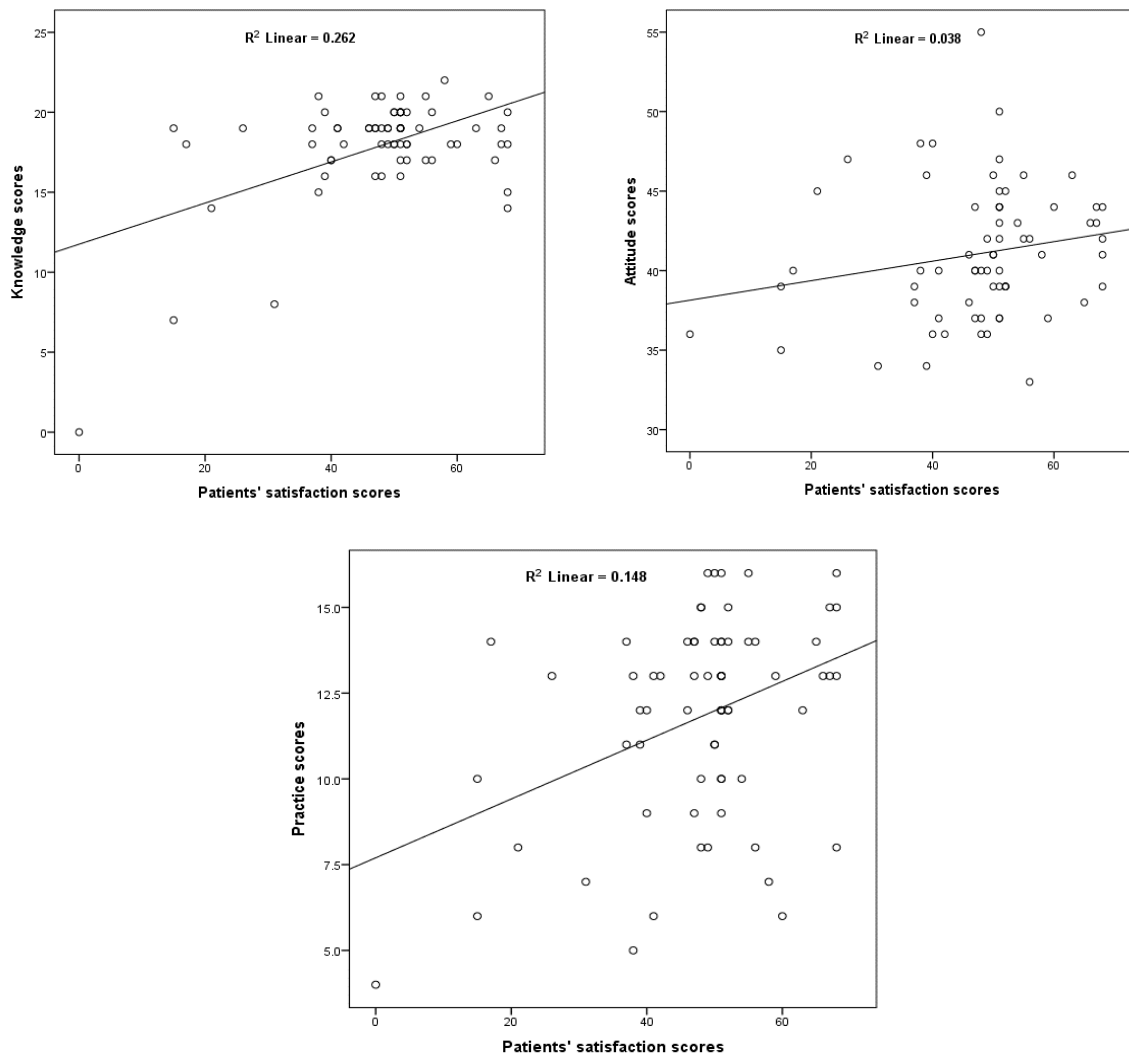 R² Linear = 0.262
25
20
15
10
5
0
Knowledge scores
0 20 40 60
Patients' satisfaction scores
R² Linear = 0.038
55
50
45
40
35
30
Attitude scores
0 20 40 60
Patients' satisfaction scores
R² Linear = 0.148
15.0
12.5
10.0
7.5
5.0
Practice scores
0 20 40 60
Patients' satisfaction scores